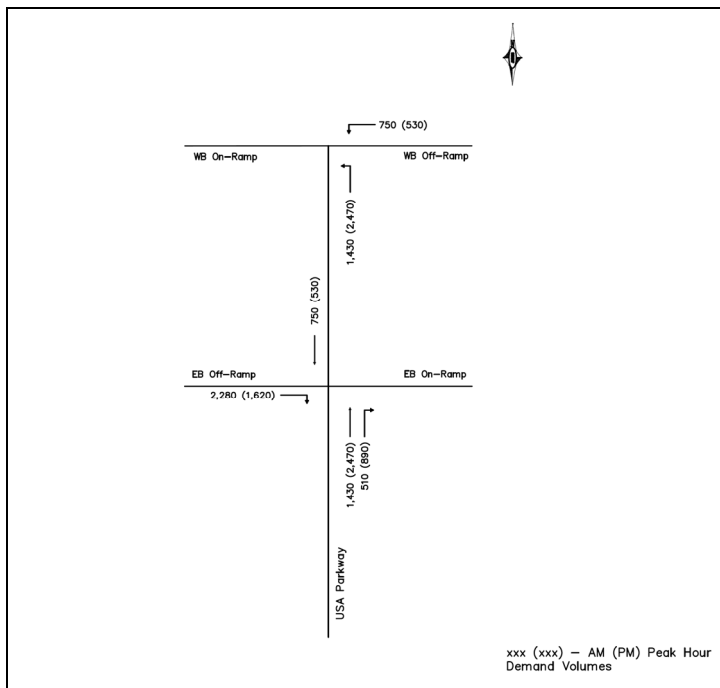 750 (530)
WB On-Ramp
WB Off-Ramp
1,430 (2,470)
750 (530)
EB Off-Ramp
EB On-Ramp
2,280 (1,620)
1,430 (2,470)
510 (890)
USA Parkway
xxx (xxx) - AM (PM) Peak Hour
Demand Volumes